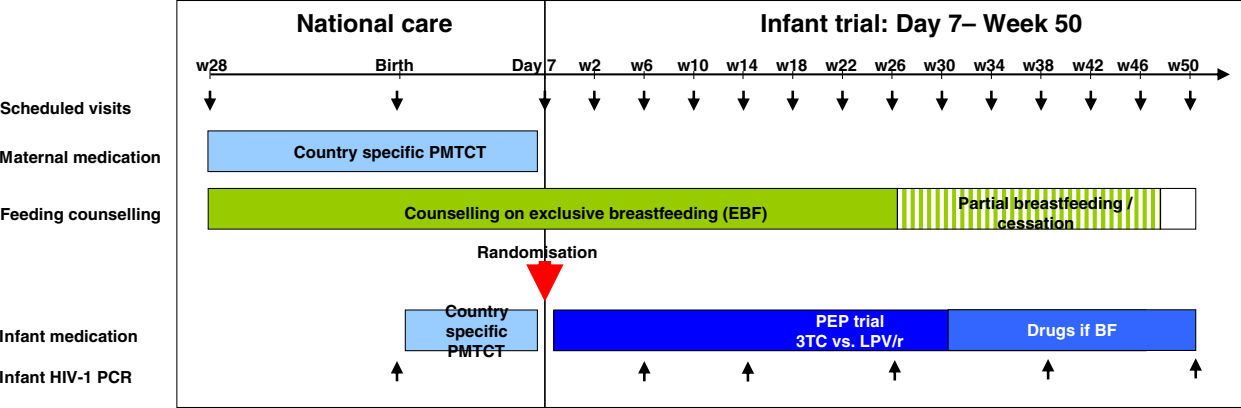 National care
Infant trial: Day 7– Week 50
w28 Birth Day 7 w2 w6 w10 w14 w18 w22 w26 w30 w34 w38 w42 w46 w50
Scheduled visits
Maternal medication
Country specific PMTCT
Feeding counselling
Counselling on exclusive breastfeeding (EBF)
Partial breastfeeding /
cessation
Randomisation
Infant medication
Country
specific
PMTCT
PEP trial
3TC vs. LPV/r
Drugs if BF
Infant HIV-1 PCR